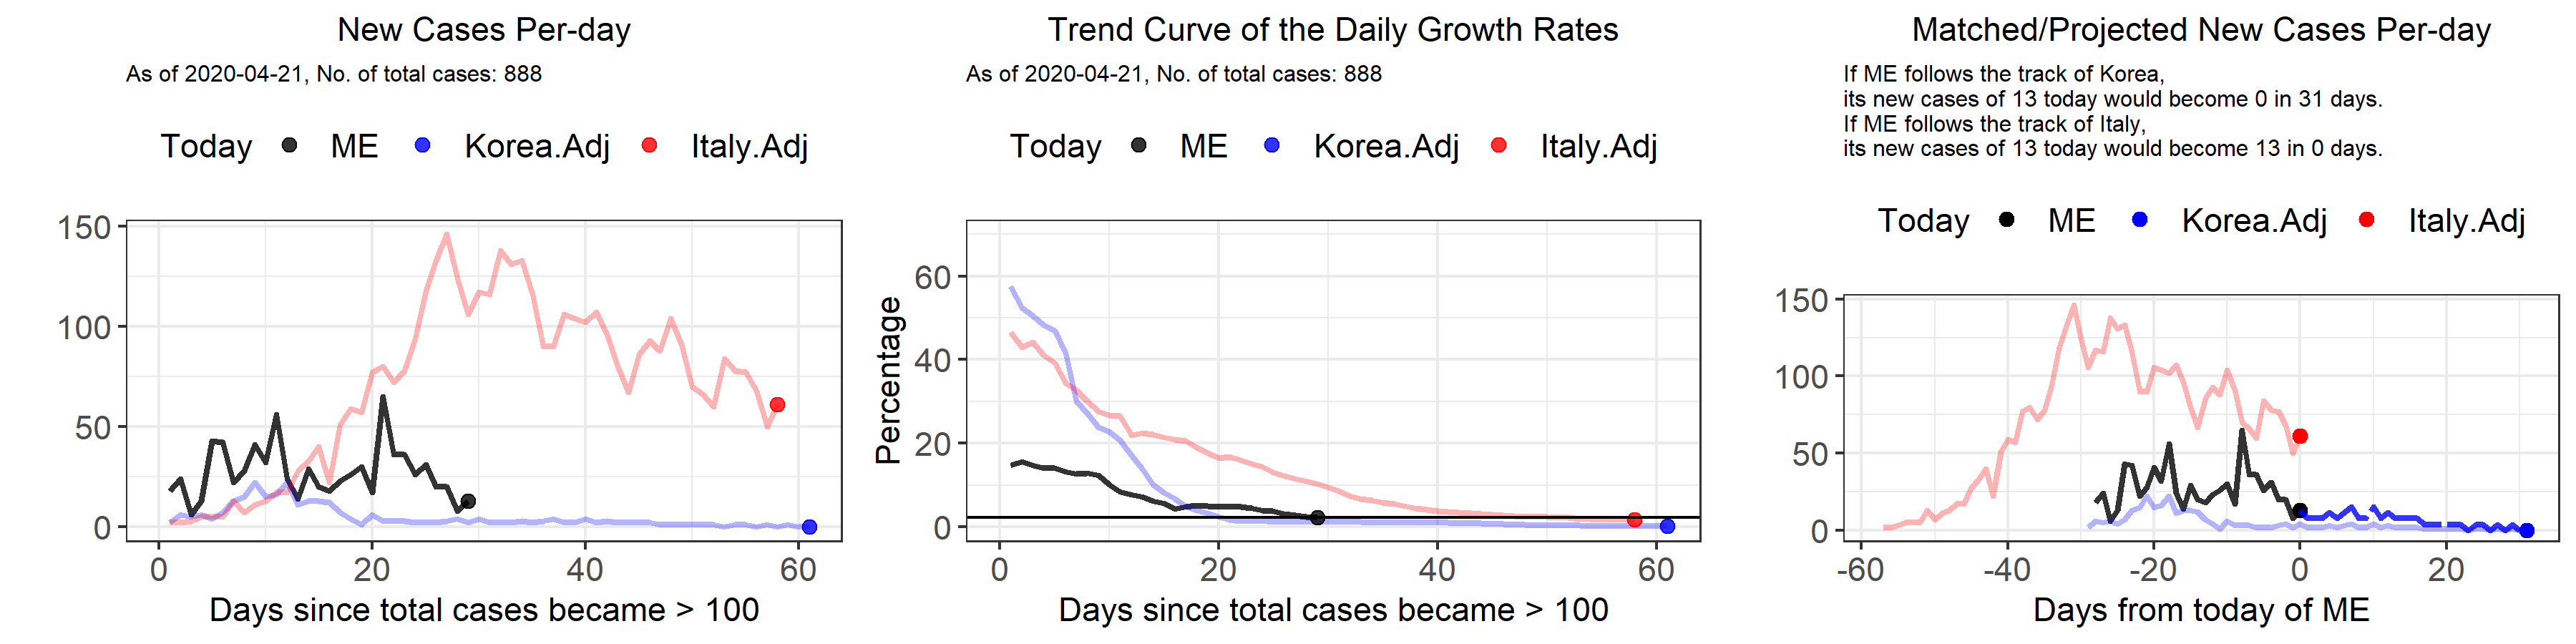 New Cases Per-day
As of 2020-04-21, No. of total cases: 888
Today ME Korea.Adj Italy.Adj
150
100
50
0
0 20 40 60
Days since total cases became > 100
Trend Curve of the Daily Growth Rates
As of 2020-04-21, No. of total cases: 888
Today ME Korea.Adj Italy.Adj
Percentage
60
40
20
0
0 20 40 60
Days since total cases became > 100
Matched/Projected New Cases Per-day
If ME follows the track of Korea,
its new cases of 13 today would become 0 in 31 days.
If ME follows the track of Italy,
its new cases of 13 today would become 13 in 0 days.
Today ME Korea.Adj Italy.Adj
150
100
50
0
-60 -40 -20 0 20
Days from today of ME